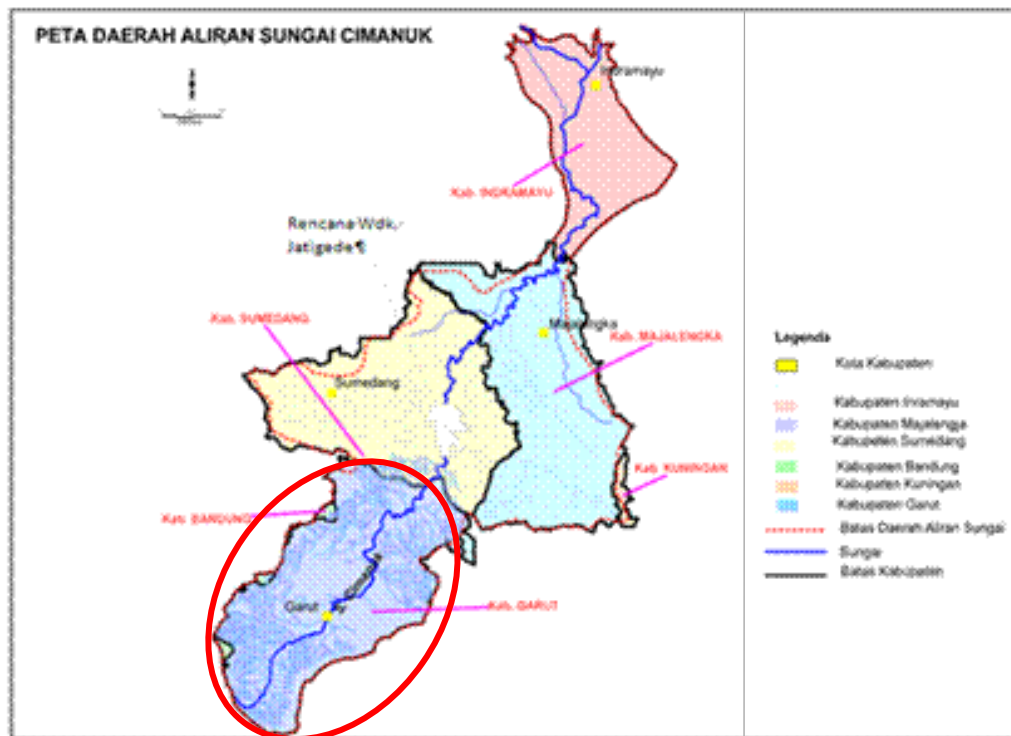 PETA DAERAH ALIRAN SUNGAI CIMANUK
Indramayu
Kab. INDRAMAYU
Rencana Wdk.
Jatigede¶
Kab. SUMEDANG
Majalengka
Kab. MAJALENGKA
Sumedang
Kab. KUNINGAN
Kab. BANDUNG
Garut
Kab. GARUT
Legenda
Kota Kabupaten
Kabupaten Inramayu
Kabupaten Majalengja
Kabupaten Sumedang
Kabupaten Bandung
Kabupaten Kuningan
Kabupaten Garut
Batas Daerah Aliran Sungai
Sungai
Batas Kabupaten